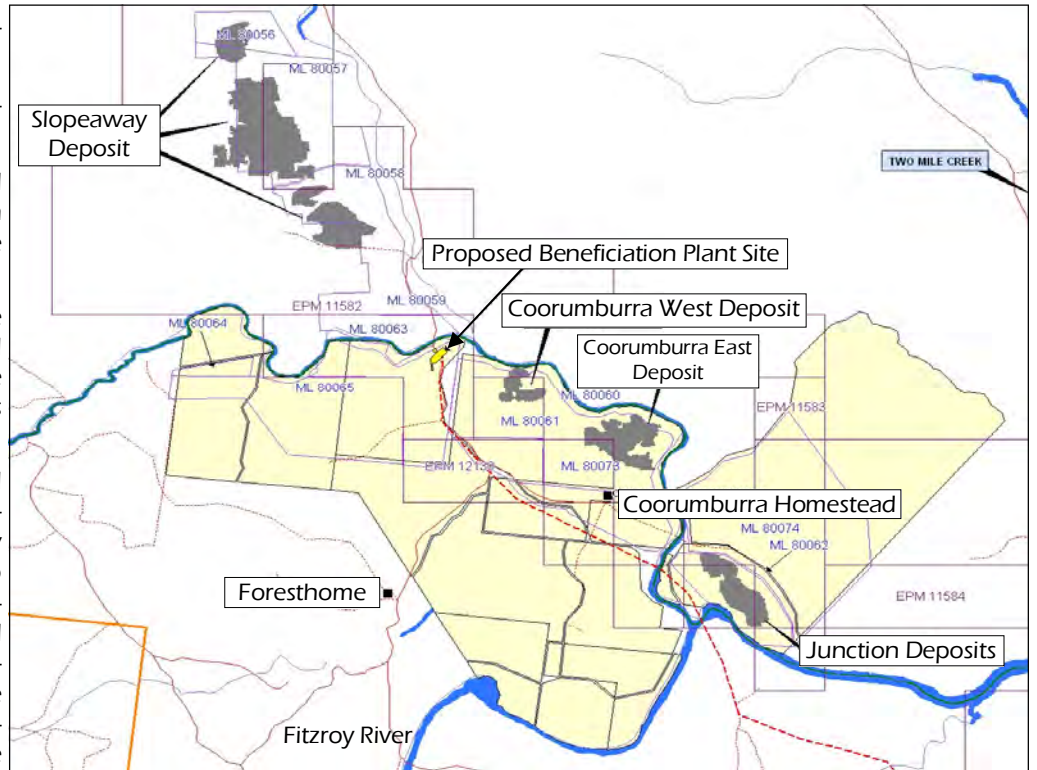 ML 80056
ML 80057
Slopeaway
Deposit
TWO MILE CREEK
ML 80058
Proposed Beneficiation Plant Site
EPM 11582
ML 80059
Coorumburra West Deposit
ML 80064
ML 80063
Coorumburra East
Deposit
ML 80065
ML 80060
EPM 11583
ML 80061
EPM 12139
ML 80073
Coorumburra Homestead
ML 80074
ML 80062
Foresthome
EPM 11584
Junction Deposits
Fitzroy River